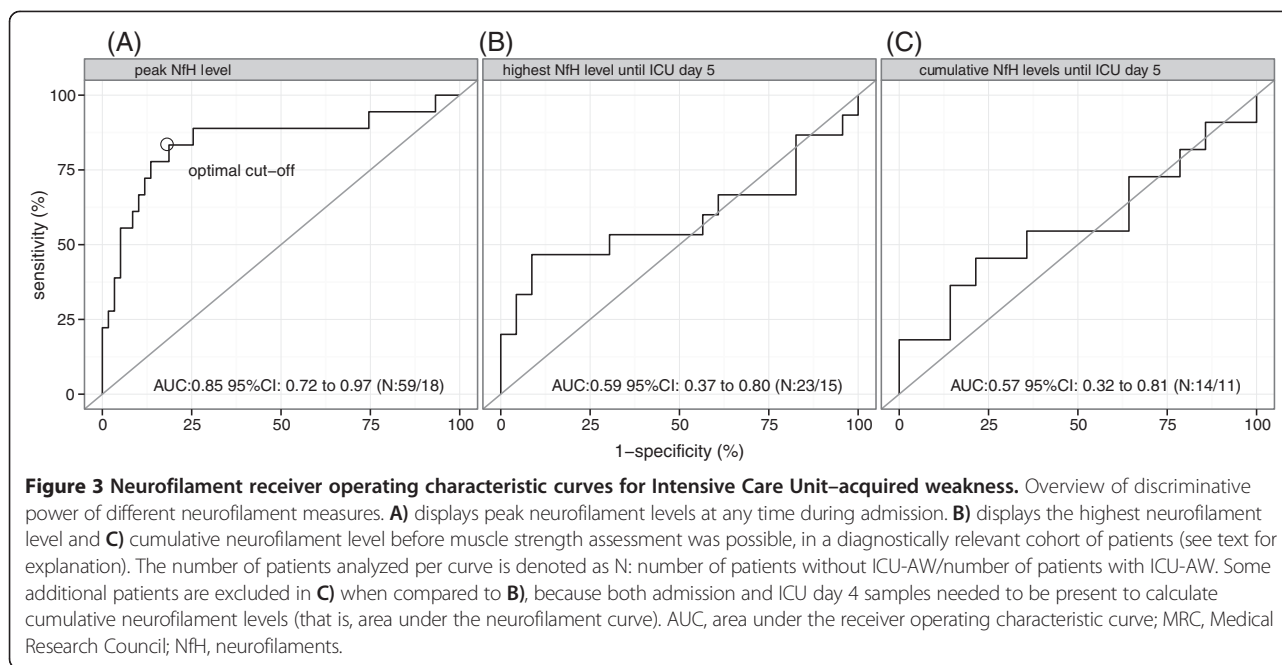 (A) (B) (C)
peak NfH level
highest NfH level until ICU day 5
cumulative NfH levels until ICU day 5
100
75
50
25
0
sensitivity (%)
optimal cut−off
AUC:0.85 95%CI: 0.72 to 0.97 (N:59/18)
AUC:0.59 95%CI: 0.37 to 0.80 (N:23/15)
AUC:0.57 95%CI: 0.32 to 0.81 (N:14/11)
0 25 50 75 100 0 25 50 75 100 0 25 50 75 100
1−specificity (%)
Figure 3 Neurofilament receiver operating characteristic curves for Intensive Care Unit–acquired weakness. Overview of discriminative
power of different neurofilament measures. A) displays peak neurofilament levels at any time during admission. B) displays the highest neurofilament
level and C) cumulative neurofilament level before muscle strength assessment was possible, in a diagnostically relevant cohort of patients (see text for
explanation). The number of patients analyzed per curve is denoted as N: number of patients without ICU-AW/number of patients with ICU-AW. Some
additional patients are excluded in C) when compared to B), because both admission and ICU day 4 samples needed to be present to calculate
cumulative neurofilament levels (that is, area under the neurofilament curve). AUC, area under the receiver operating characteristic curve; MRC, Medical
Research Council; NfH, neurofilaments.